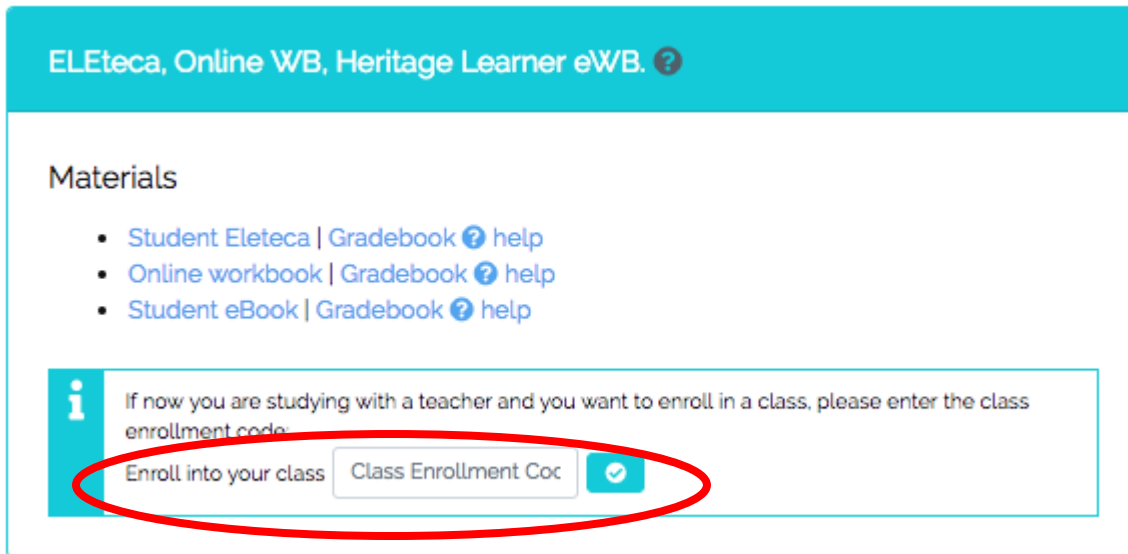 ELEteca, Online WB, Heritage Learner eWB. ?
Materials
• Student Eleteca | Gradebook ? help
• Online workbook | Gradebook ? help
• Student eBook | Gradebook ? help
i
If now you are studying with a teacher and you want to enroll in a class, please enter the class
enrollment code:
Enroll into your class Class Enrollment Coc